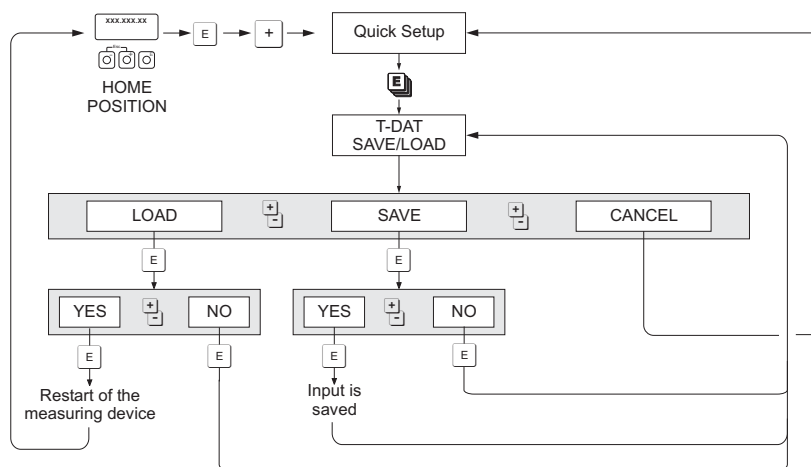 xxx.xxx.xx
E
+
Quick Setup
Esc
- + E
HOME
POSITION
E
T-DAT
SAVE/LOAD
LOAD
+
-
SAVE
+
-
CANCEL
E
E
YES
+
-
NO
YES
+
-
NO
E
E
E
E
Restart of the
measuring device
Input is
saved